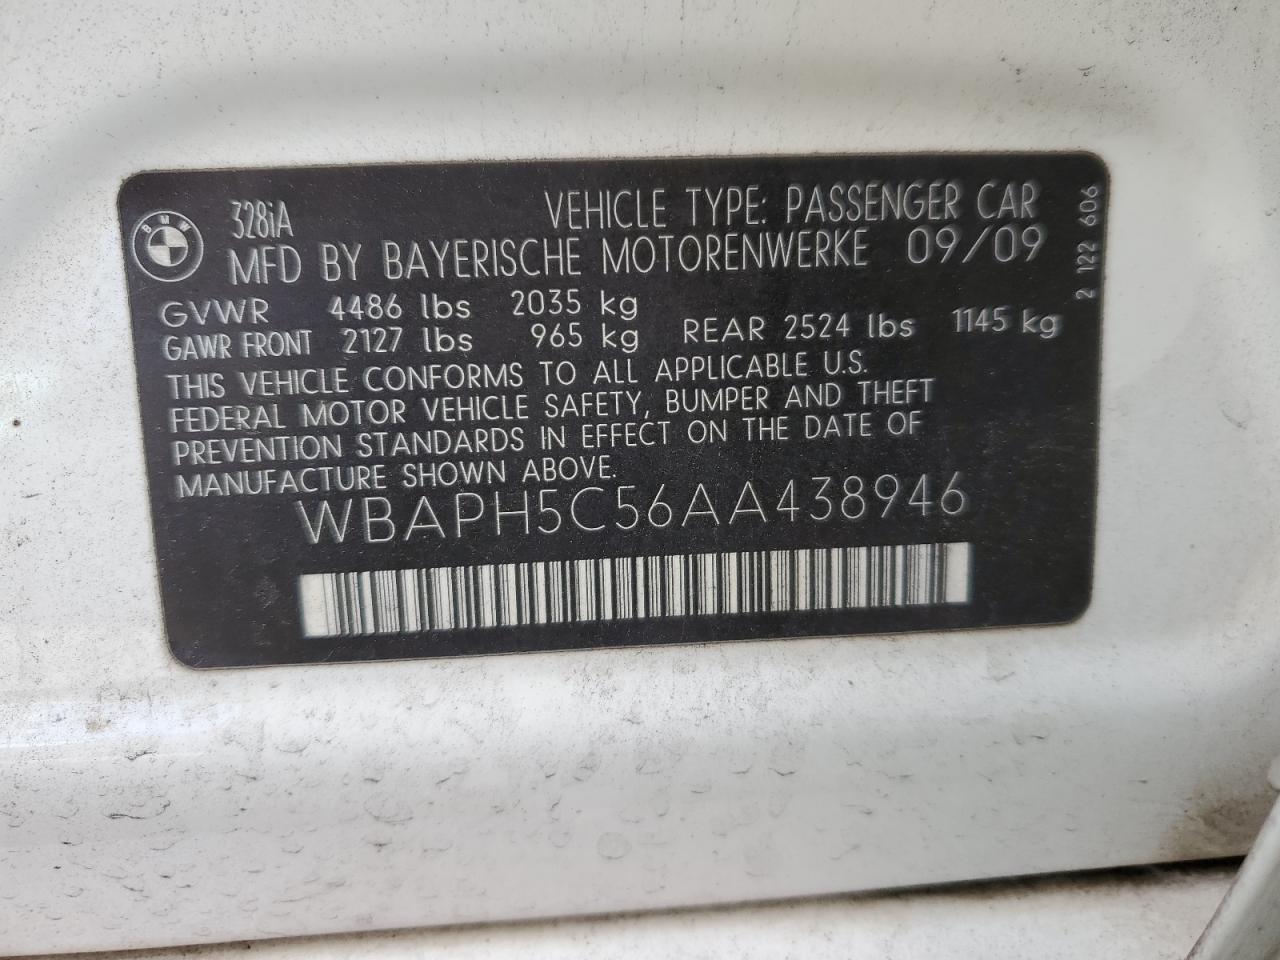 328iA VEHICLE TYPE: PASSENGER CAR
MFD BY BAYERISCHE MOTORENWERKE 09/09
GVWR 4486 lbs 2035 kg
GAWR FRONT 2127 lbs 965 kg REAR 2524 lbs 1145 kg
THIS VEHICLE CONFORMS TO ALL APPLICABLE U.S.
FEDERAL MOTOR VEHICLE SAFETY, BUMPER AND THEFT
PREVENTION STANDARDS IN EFFECT ON THE DATE OF
MANUFACTURE SHOWN ABOVE.
WBAPH5C56AA438946
2 122 606
BMW